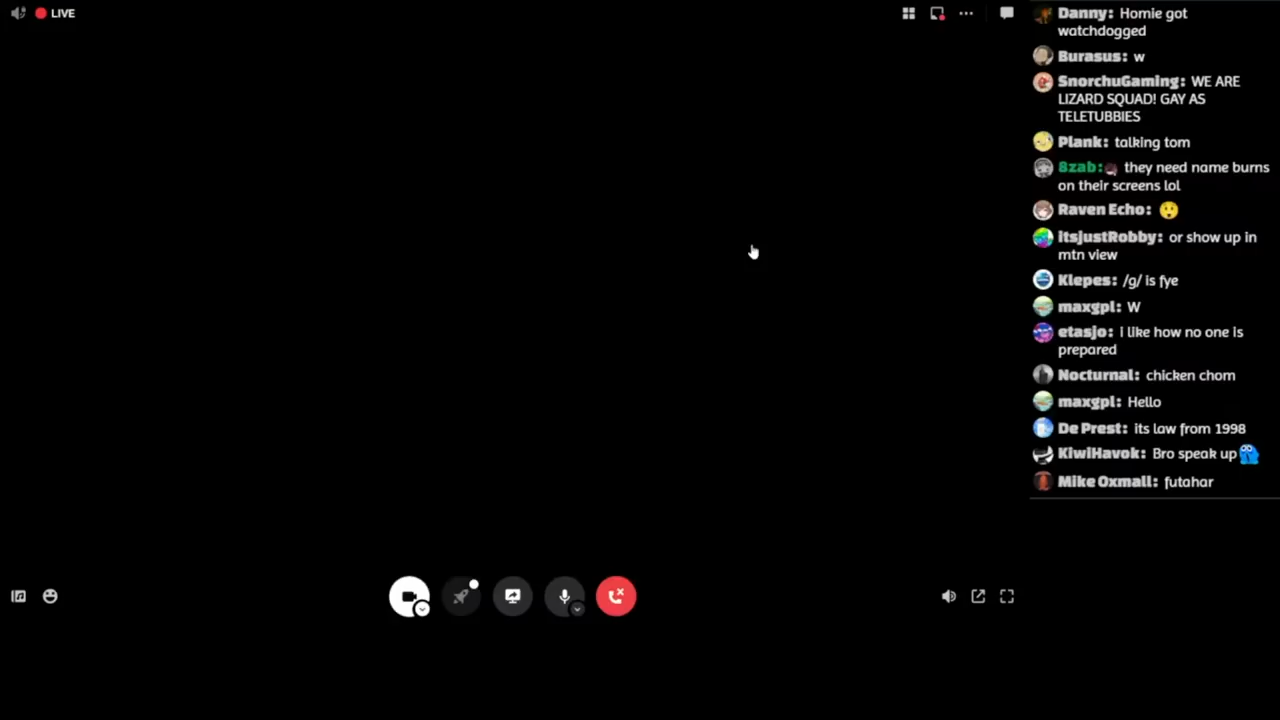 LIVE
Danny: Homie got
watchdogged
Burasus: w
SnorchuGaming: WE ARE
LIZARD SQUAD! GAY AS
TELETUBBIES
Plank: talking tom
8zab: they need name burns
on their screens lol
Raven Echo: 😲
itsjustRobby: or show up in
mtn view
Klepes: /g/ is fye
maxgpl: W
etasjo: i like how no one is
prepared
Nocturnal: chicken chom
maxgpl: Hello
De Prest: its law from 1998
KiwiHavok: Bro speak up
Mike Oxmall: futahar